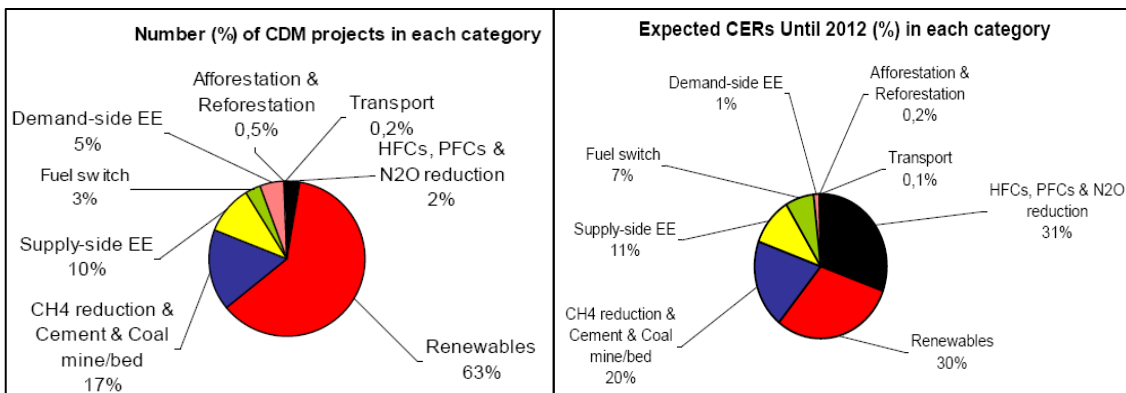 Number (%) of CDM projects in each category
Afforestation &
Reforestation
0,5%
Transport
0,2%
Demand-side EE
5%
HFCs, PFCs &
N2O reduction
2%
Fuel switch
3%
Supply-side EE
10%
CH4 reduction &
Cement & Coal
mine/bed
17%
Renewables
63%
Expected CERs Until 2012 (%) in each category
Demand-side EE
1%
Afforestation &
Reforestation
0,2%
Fuel switch
7%
Transport
0,1%
HFCs, PFCs & N2O
reduction
31%
Supply-side EE
11%
CH4 reduction &
Cement & Coal
mine/bed
20%
Renewables
30%